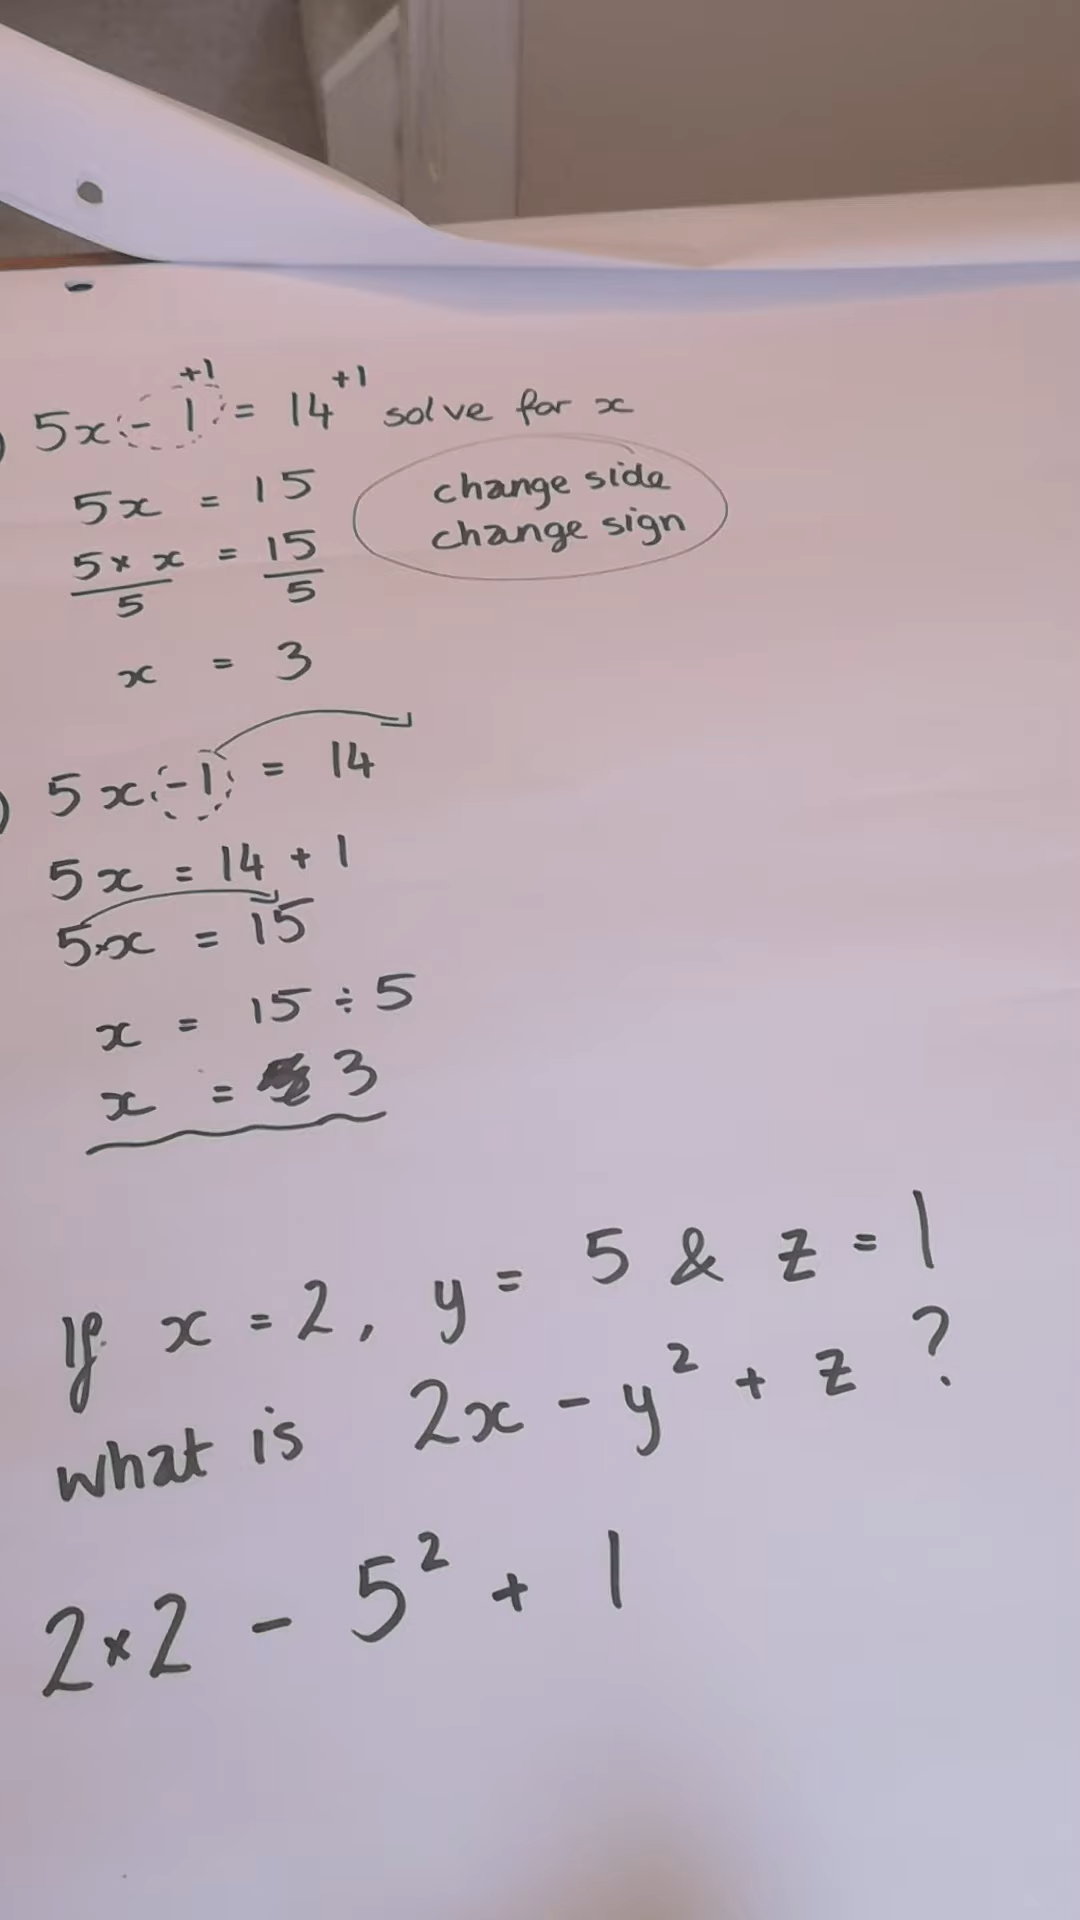 +1 +1
) 5x - 1 = 14 solve for x
change side
5x = 15
change sign
5 × x = 15
5 5
x = 3
) 5x - 1 = 14
5x = 14 + 1
5×x = 15
x = 15 ÷ 5
x = 3
If x = 2, y = 5 & z = 1
what is 2x - y² + z ?
2×2 - 5² + 1